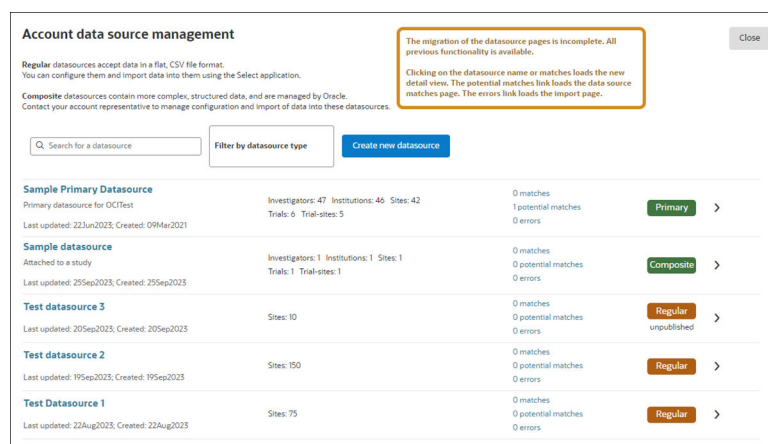 Account data source management
Close
The migration of the datasource pages is incomplete. All
previous functionality is available.
Clicking on the datasource name or matches loads the new
detail view. The potential matches link loads the data source
matches page. The errors link loads the import page.
Regular datasources accept data in a flat, CSV file format.
You can configure them and import data into them using the Select application.
Composite datasources contain more complex, structured data, and are managed by Oracle.
Contact your account representative to manage configuration and import of data into these datasources.
Search for a datasource
Filter by datasource type
Create new datasource
Sample Primary Datasource
Primary datasource for OCITest
Last updated: 22Jun2023; Created: 09Mar2021
Investigators: 47 Institutions: 46 Sites: 42
Trials: 6 Trial-sites: 5
0 matches
1 potential matches
0 errors
Primary
Sample datasource
Attached to a study
Last updated: 25Sep2023; Created: 25Sep2023
Investigators: 1 Institutions: 1 Sites: 1
Trials: 1 Trial-sites: 1
0 matches
0 potential matches
0 errors
Composite
Test datasource 3
Last updated: 20Sep2023; Created: 20Sep2023
Sites: 10
0 matches
0 potential matches
0 errors
Regular
unpublished
Test datasource 2
Last updated: 19Sep2023; Created: 19Sep2023
Sites: 150
0 matches
0 potential matches
0 errors
Regular
Test Datasource 1
Last updated: 22Aug2023; Created: 22Aug2023
Sites: 75
0 matches
0 potential matches
0 errors
Regular